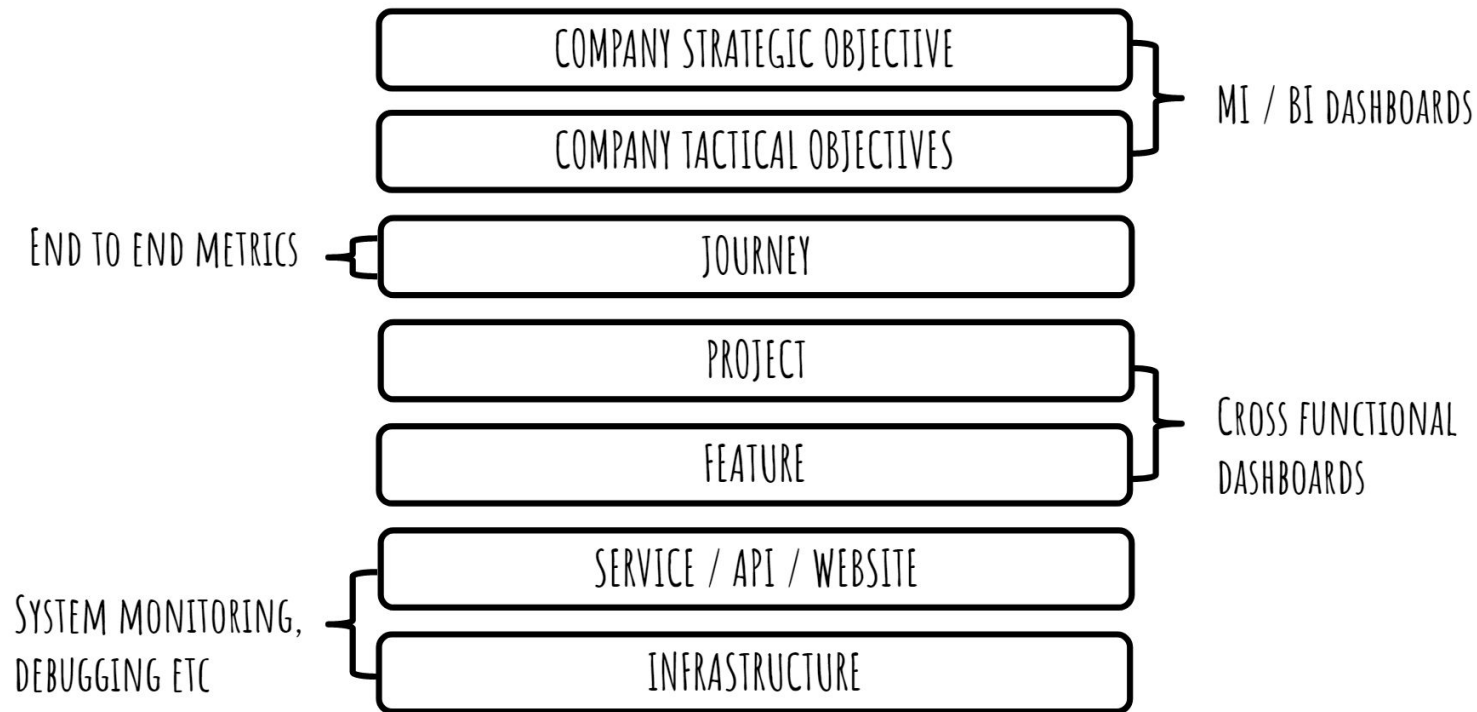 COMPANY STRATEGIC OBJECTIVE
MI / BI DASHBOARDS
COMPANY TACTICAL OBJECTIVES
END TO END METRICS
JOURNEY
PROJECT
CROSS FUNCTIONAL
DASHBOARDS
FEATURE
SERVICE / API / WEBSITE
SYSTEM MONITORING,
DEBUGGING ETC
INFRASTRUCTURE